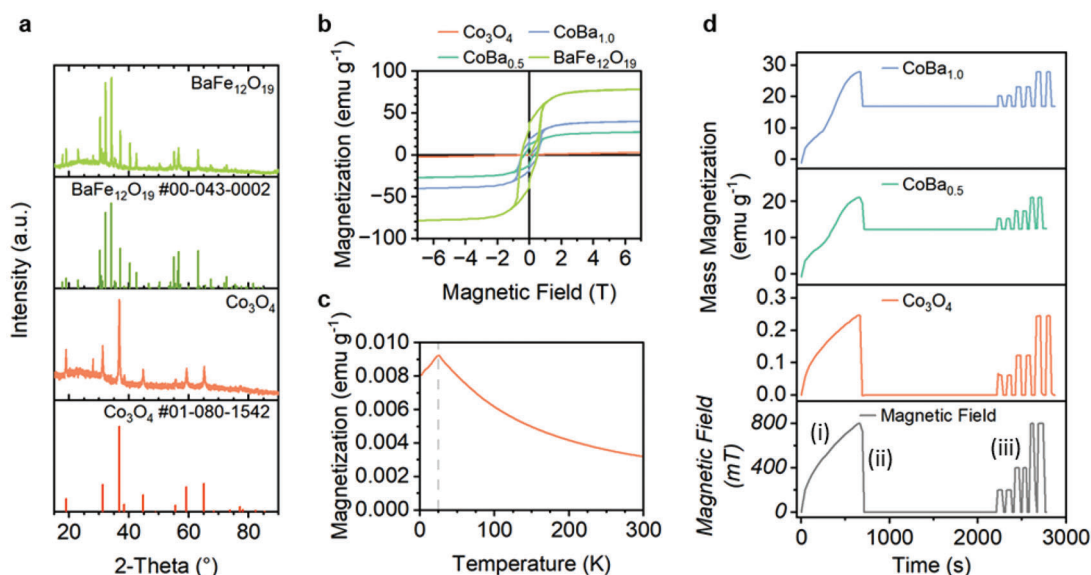 a
BaFe₁₂O₁₉
BaFe₁₂O₁₉ #00-043-0002
Co₃O₄
Co₃O₄ #01-080-1542
Intensity (a.u.)
20 40 60 80
2-Theta (°)
b
Co₃O₄ CoBa₁.₀
CoBa₀.₅ BaFe₁₂O₁₉
100
50
0
−50
−100
Magnetization (emu g⁻¹)
−6 −4 −2 0 2 4 6
Magnetic Field (T)
c
0.010
0.008
0.006
0.004
0.002
0.000
Magnetization (emu g⁻¹)
0 100 200 300
Temperature (K)
d
CoBa₁.₀
30
20
10
0
CoBa₀.₅
20
10
0
Co₃O₄
0.3
0.2
0.1
0.0
Mass Magnetization
(emu g⁻¹)
Magnetic Field
800
400
0
(i)
(ii)
(iii)
Magnetic Field
(mT)
0 1000 2000 3000
Time (s)